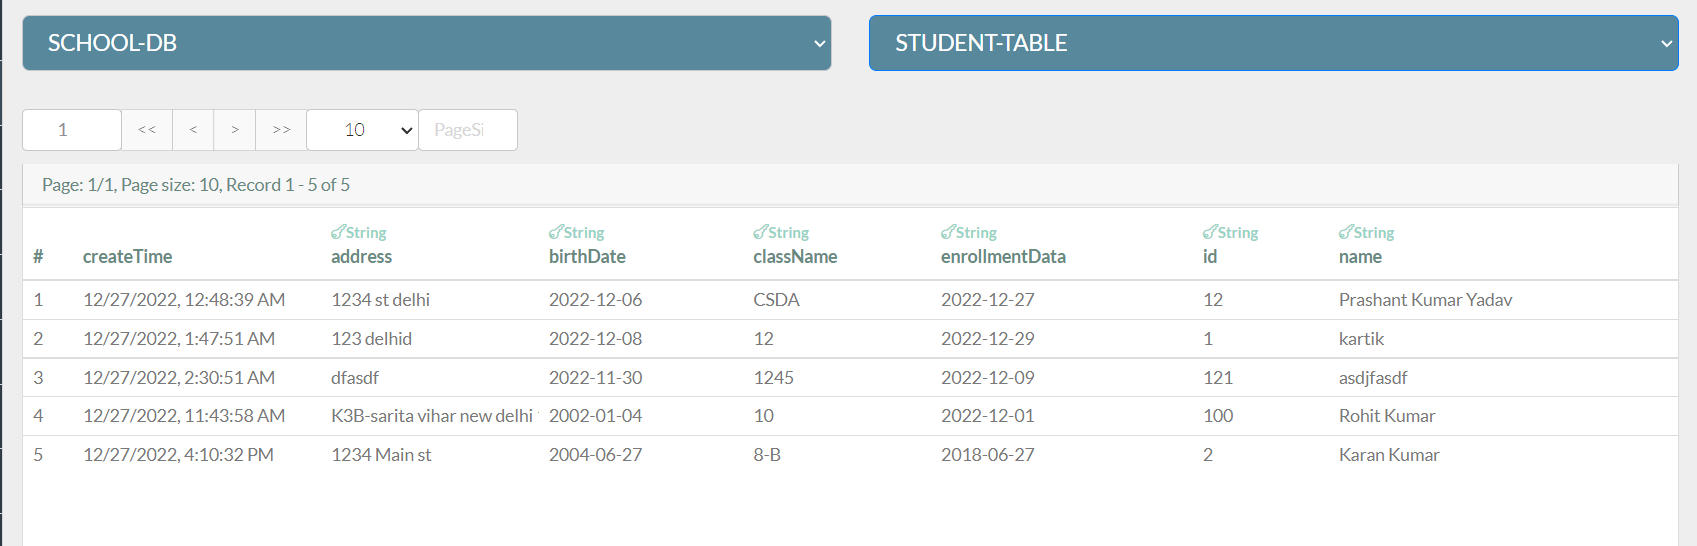 SCHOOL-DB STUDENT-TABLE
1 << < > >> 10 PageSi
Page: 1/1, Page size: 10, Record 1 - 5 of 5
String String String String String String
# createTime address birthDate className enrollmentData id name
1 12/27/2022, 12:48:39 AM 1234 st delhi 2022-12-06 CSDA 2022-12-27 12 Prashant Kumar Yadav
2 12/27/2022, 1:47:51 AM 123 delhid 2022-12-08 12 2022-12-29 1 kartik
3 12/27/2022, 2:30:51 AM dfasdf 2022-11-30 1245 2022-12-09 121 asdjfasdf
4 12/27/2022, 11:43:58 AM K3B-sarita vihar new delhi 2002-01-04 10 2022-12-01 100 Rohit Kumar
5 12/27/2022, 4:10:32 PM 1234 Main st 2004-06-27 8-B 2018-06-27 2 Karan Kumar